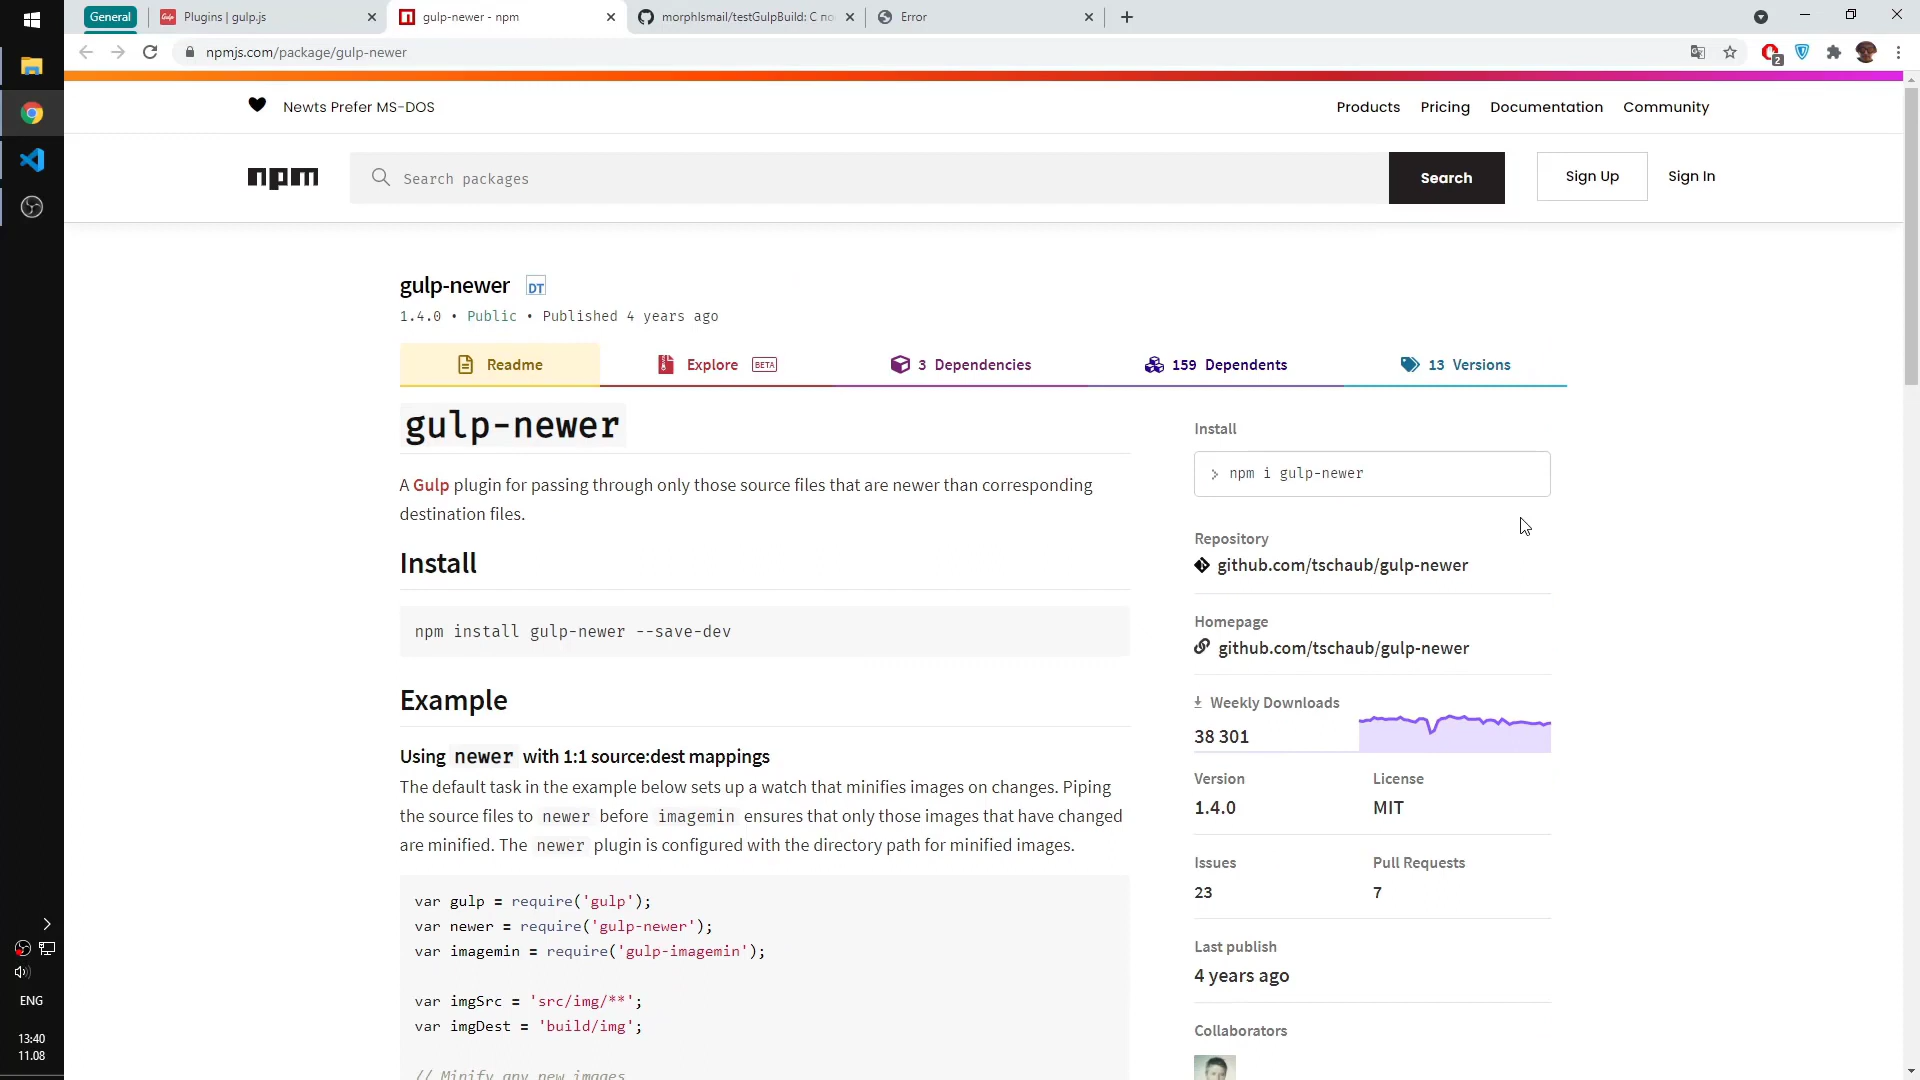 General
Plugins | gulp.js
gulp-newer - npm
morphIsmail/testGulpBuild: С по
Error
npmjs.com/package/gulp-newer
2
Newts Prefer MS-DOS
Products
Pricing
Documentation
Community
npm
Search packages
Search
Sign Up
Sign In
gulp-newer
DT
1.4.0 • Public • Published 4 years ago
Readme
Explore BETA
3 Dependencies
159 Dependents
13 Versions
gulp-newer
A Gulp plugin for passing through only those source files that are newer than corresponding
destination files.
Install
npm install gulp-newer --save-dev
Example
Using newer with 1:1 source:dest mappings
The default task in the example below sets up a watch that minifies images on changes. Piping
the source files to newer before imagemin ensures that only those images that have changed
are minified. The newer plugin is configured with the directory path for minified images.
var gulp = require('gulp');
var newer = require('gulp-newer');
var imagemin = require('gulp-imagemin');
var imgSrc = 'src/img/**';
var imgDest = 'build/img';
// Minify any new images
Install
> npm i gulp-newer
Repository
github.com/tschaub/gulp-newer
Homepage
github.com/tschaub/gulp-newer
Weekly Downloads
38 301
Version
License
1.4.0
MIT
Issues
Pull Requests
23
7
Last publish
4 years ago
Collaborators
ENG
13:40
11.08